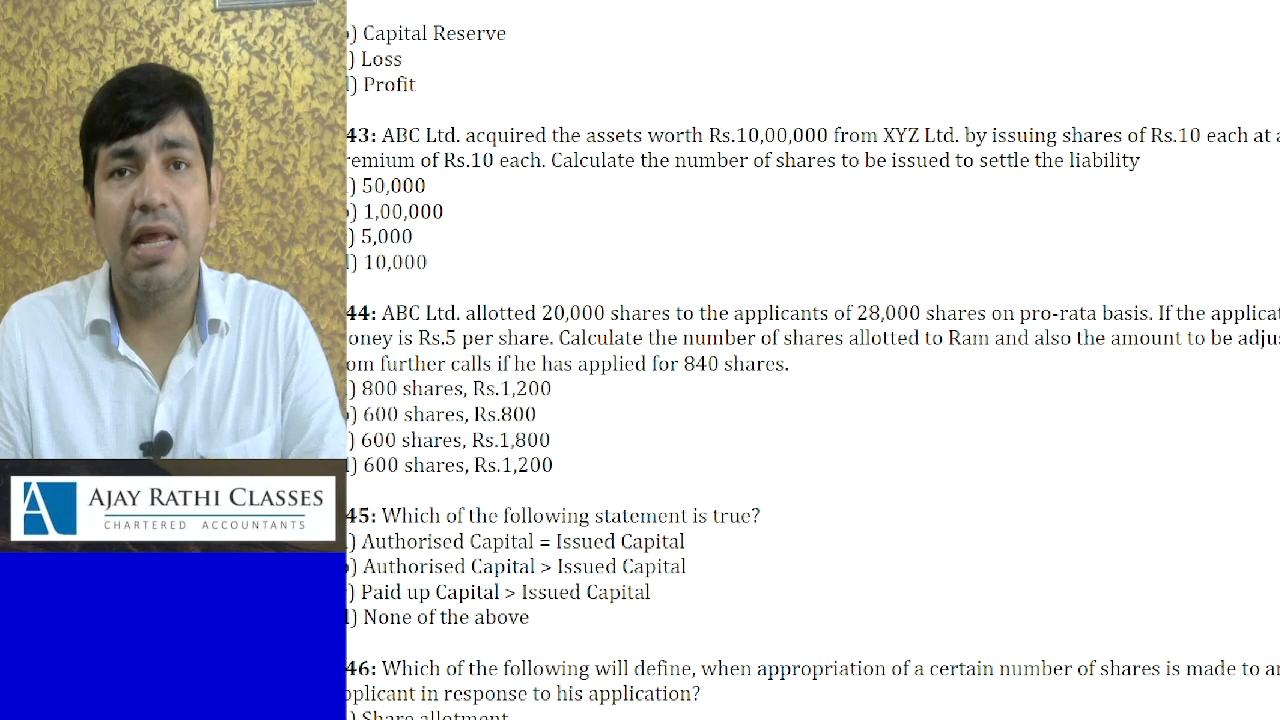 ) Capital Reserve
) Loss
) Profit
43: ABC Ltd. acquired the assets worth Rs.10,00,000 from XYZ Ltd. by issuing shares of Rs.10 each at a
remium of Rs.10 each. Calculate the number of shares to be issued to settle the liability
) 50,000
) 1,00,000
) 5,000
) 10,000
44: ABC Ltd. allotted 20,000 shares to the applicants of 28,000 shares on pro-rata basis. If the applicat
oney is Rs.5 per share. Calculate the number of shares allotted to Ram and also the amount to be adjus
om further calls if he has applied for 840 shares.
) 800 shares, Rs.1,200
) 600 shares, Rs.800
) 600 shares, Rs.1,800
) 600 shares, Rs.1,200
45: Which of the following statement is true?
) Authorised Capital = Issued Capital
) Authorised Capital > Issued Capital
) Paid up Capital > Issued Capital
) None of the above
46: Which of the following will define, when appropriation of a certain number of shares is made to an
pplicant in response to his application?
) Share allotment
AJAY RATHI CLASSES
CHARTERED ACCOUNTANTS